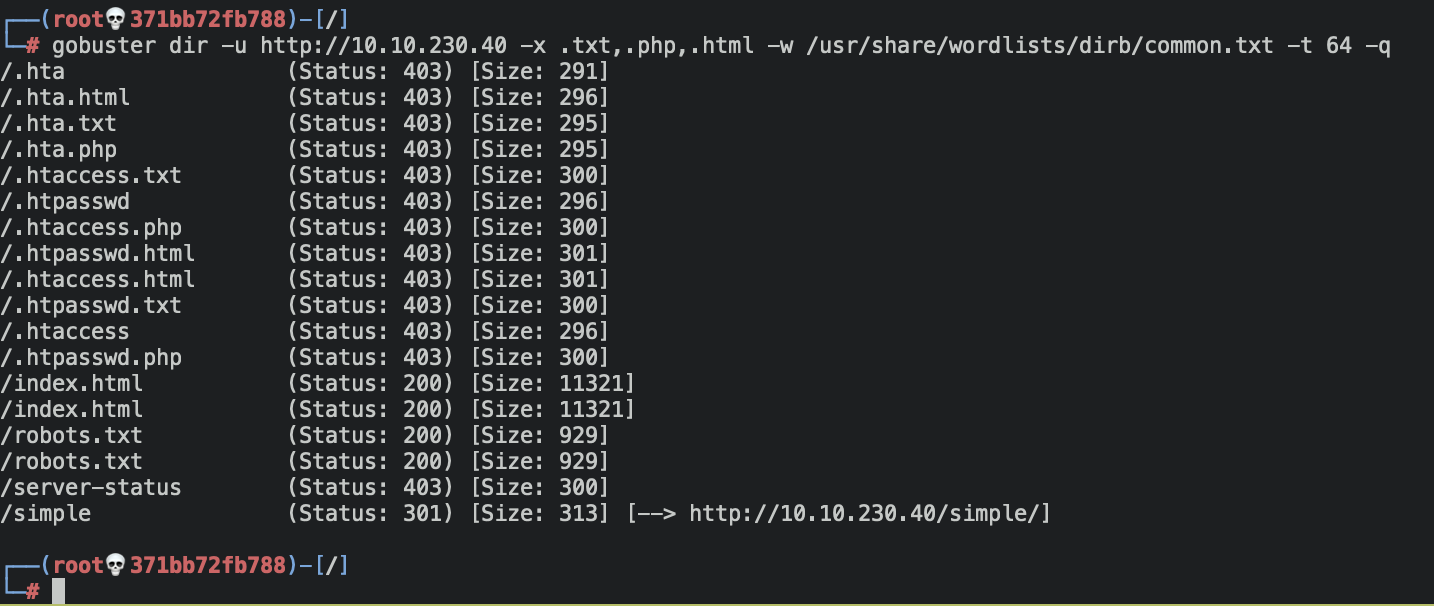 ┌──(root💀371bb72fb788)-[/]
└─# gobuster dir -u http://10.10.230.40 -x .txt,.php,.html -w /usr/share/wordlists/dirb/common.txt -t 64 -q
/.hta                 (Status: 403) [Size: 291]
/.hta.html            (Status: 403) [Size: 296]
/.hta.txt             (Status: 403) [Size: 295]
/.hta.php             (Status: 403) [Size: 295]
/.htaccess.txt        (Status: 403) [Size: 300]
/.htpasswd            (Status: 403) [Size: 296]
/.htaccess.php        (Status: 403) [Size: 300]
/.htpasswd.html       (Status: 403) [Size: 301]
/.htaccess.html       (Status: 403) [Size: 301]
/.htpasswd.txt        (Status: 403) [Size: 300]
/.htaccess            (Status: 403) [Size: 296]
/.htpasswd.php        (Status: 403) [Size: 300]
/index.html           (Status: 200) [Size: 11321]
/index.html           (Status: 200) [Size: 11321]
/robots.txt           (Status: 200) [Size: 929]
/robots.txt           (Status: 200) [Size: 929]
/server-status        (Status: 403) [Size: 300]
/simple               (Status: 301) [Size: 313] [--> http://10.10.230.40/simple/]
┌──(root💀371bb72fb788)-[/]
└─#